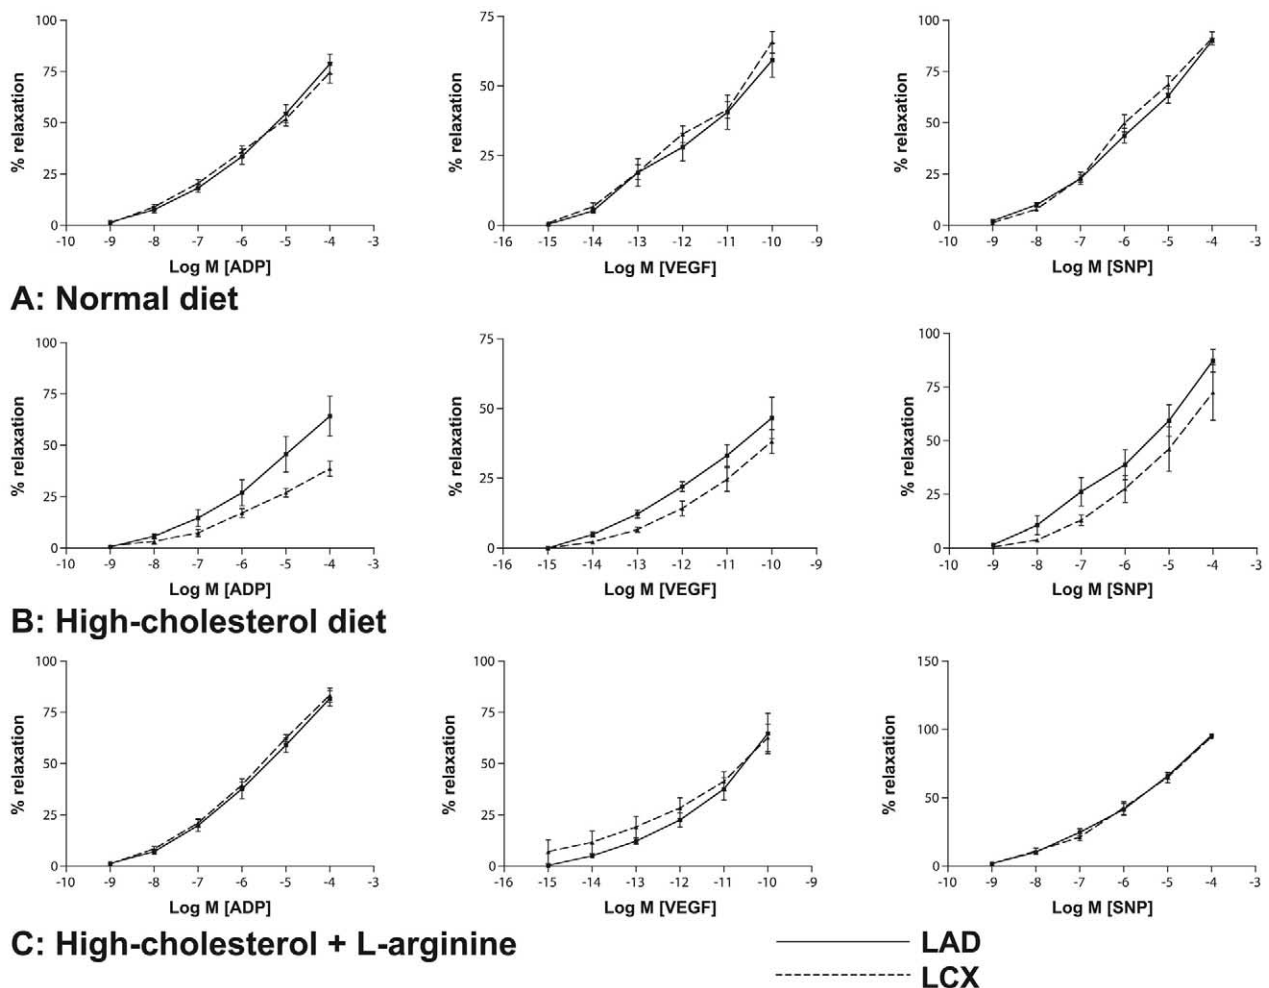 100
75
50
25
0
-10 -9 -8 -7 -6 -5 -4 -3
% relaxation
Log M [ADP]
75
50
25
0
-16 -15 -14 -13 -12 -11 -10 -9
% relaxation
Log M [VEGF]
100
75
50
25
0
-10 -9 -8 -7 -6 -5 -4 -3
% relaxation
Log M [SNP]
A: Normal diet
100
75
50
25
0
-10 -9 -8 -7 -6 -5 -4 -3
% relaxation
Log M [ADP]
75
50
25
0
-16 -15 -14 -13 -12 -11 -10 -9
% relaxation
Log M [VEGF]
100
75
50
25
0
-10 -9 -8 -7 -6 -5 -4 -3
% relaxation
Log M [SNP]
B: High-cholesterol diet
100
75
50
25
0
-10 -9 -8 -7 -6 -5 -4 -3
% relaxation
Log M [ADP]
100
75
50
25
0
-16 -15 -14 -13 -12 -11 -10 -9
% relaxation
Log M [VEGF]
150
100
50
0
-10 -9 -8 -7 -6 -5 -4 -3
% relaxation
Log M [SNP]
C: High-cholesterol + L-arginine
LAD
LCX